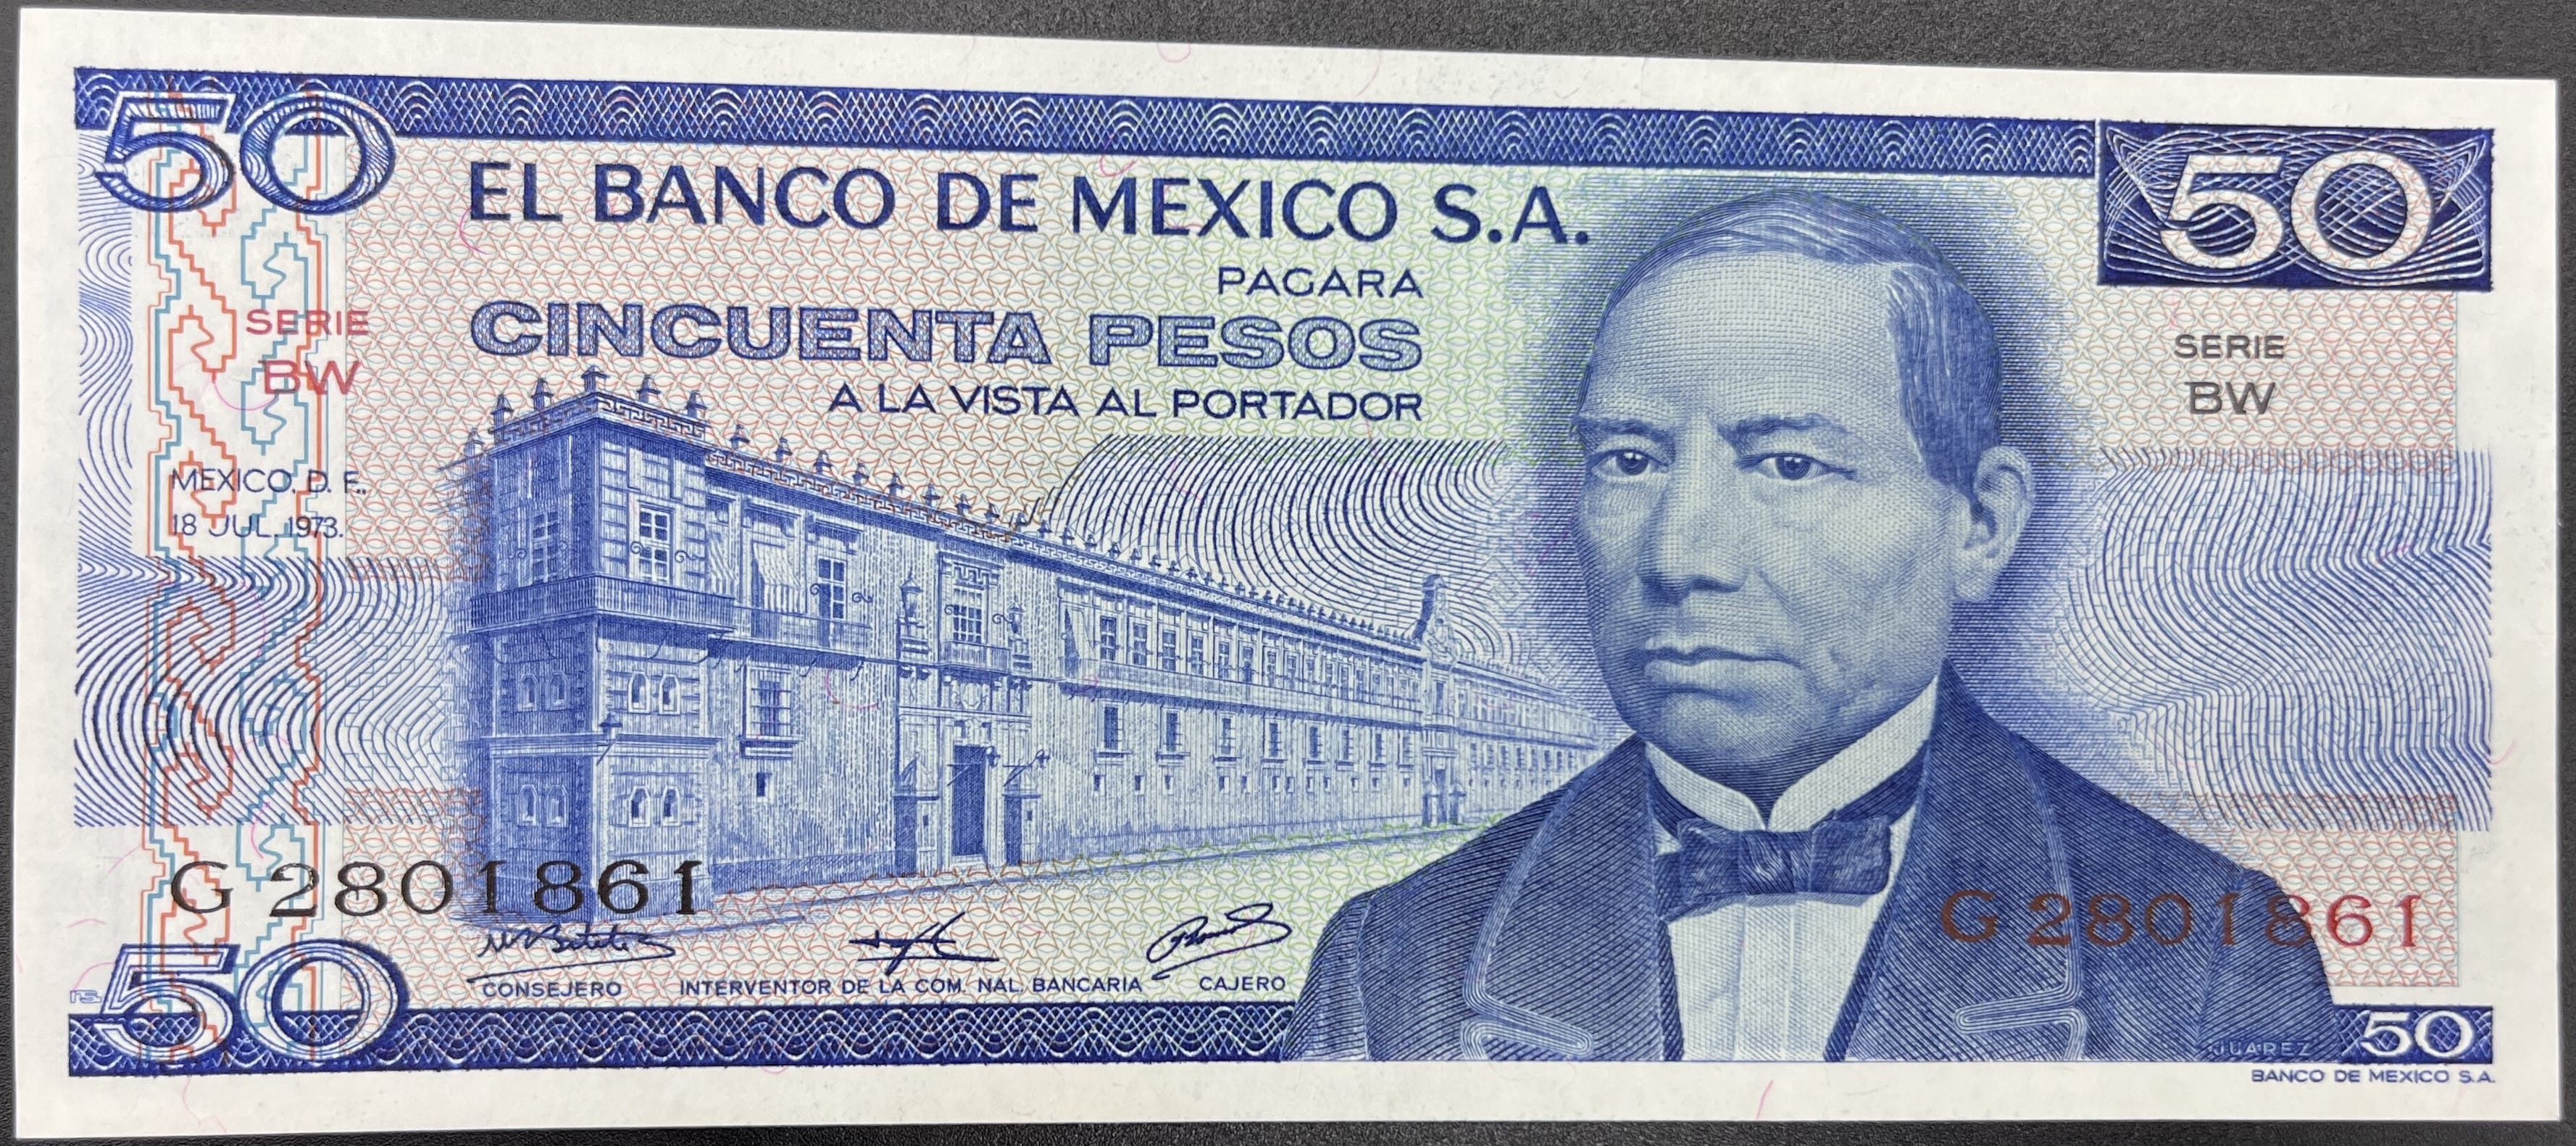 50
EL BANCO DE MEXICO S.A.
50
PAGARA
CINCUENTA PESOS
A LA VISTA AL PORTADOR
SERIE
BW
SERIE
BW
MEXICO, D. F.,
18 JUL. 1973.
G 2801861
G 2801861
CONSEJERO
INTERVENTOR DE LA COM. NAL. BANCARIA
CAJERO
50
JUAREZ
50
BANCO DE MEXICO S.A.